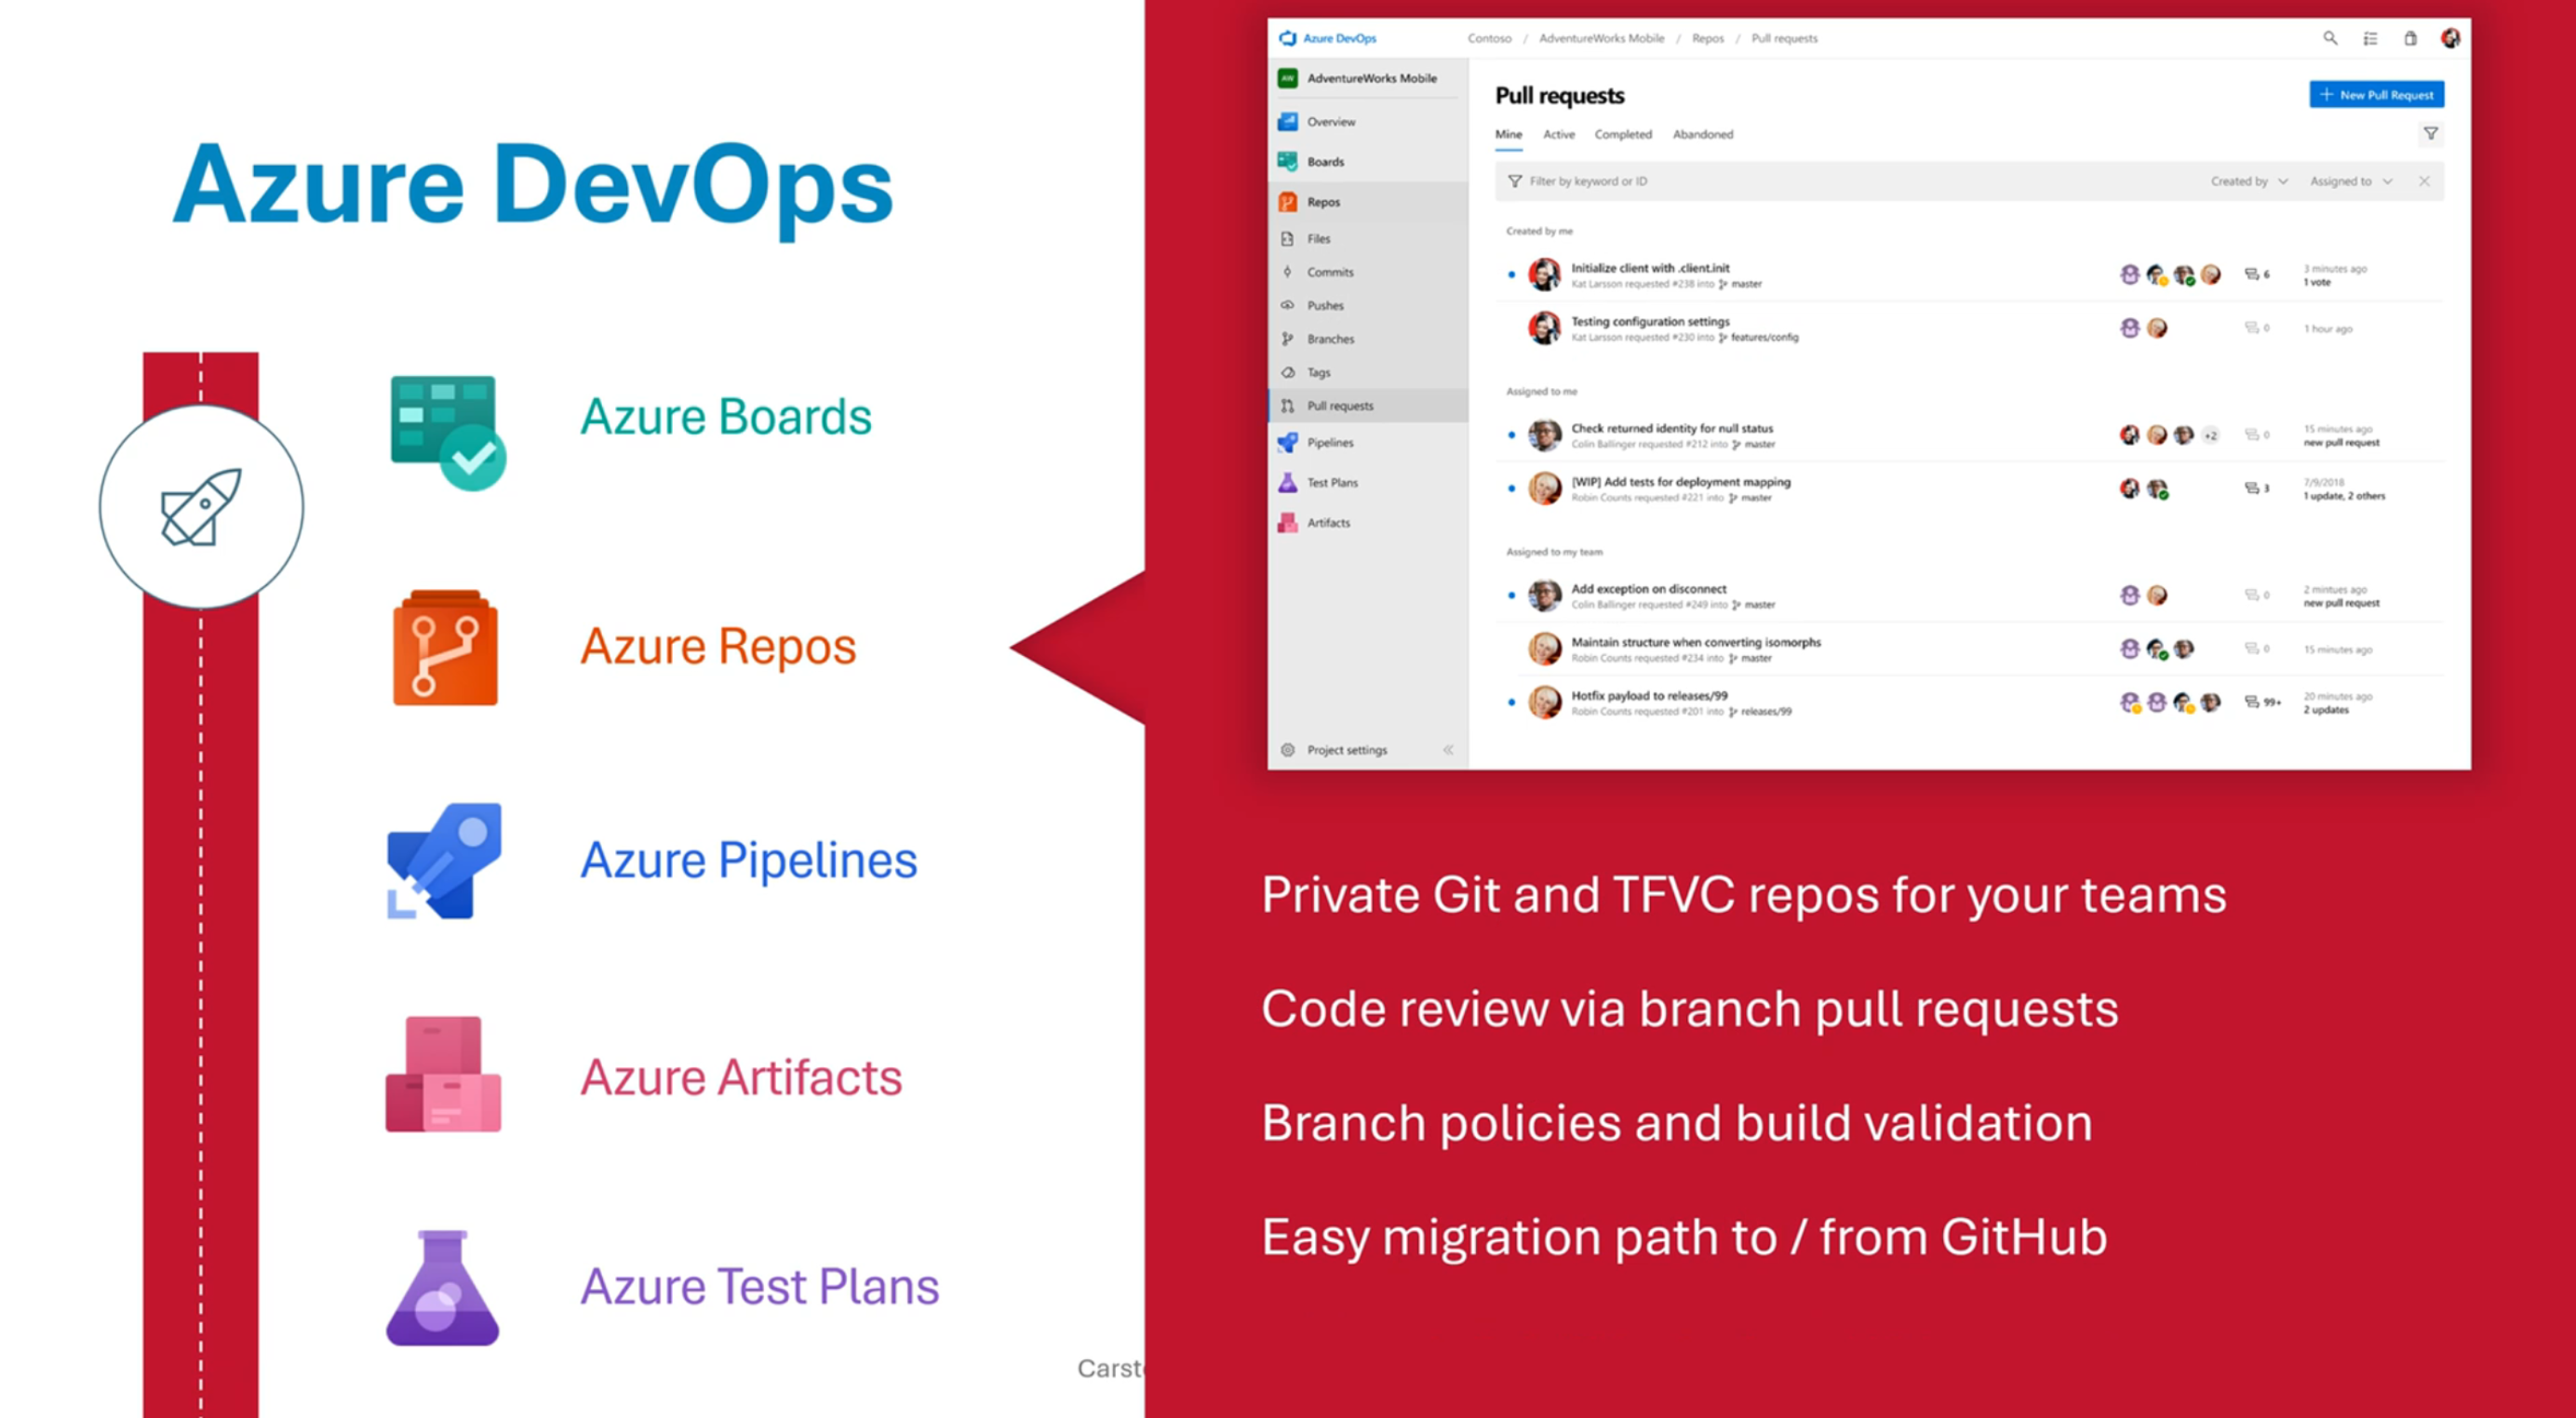 Azure DevOps
Azure Boards
Azure Repos
Azure Pipelines
Azure Artifacts
Azure Test Plans
Azure DevOps
Contoso / AdventureWorks Mobile / Repos / Pull requests
AW AdventureWorks Mobile
Overview
Boards
Repos
Files
Commits
Pushes
Branches
Tags
Pull requests
Pipelines
Test Plans
Artifacts
Project settings
Pull requests
+ New Pull Request
Mine Active Completed Abandoned
Filter by keyword or ID Created by Assigned to
Created by me
Initialize client with .client.init
Kat Larsson requested #238 into master
6
3 minutes ago
1 vote
Testing configuration settings
Kat Larsson requested #230 into features/config
0
1 hour ago
Assigned to me
Check returned identity for null status
Colin Ballinger requested #212 into master
+2
0
15 minutes ago
new pull request
[WIP] Add tests for deployment mapping
Robin Counts requested #221 into master
3
7/9/2018
1 update, 2 others
Assigned to my team
Add exception on disconnect
Colin Ballinger requested #249 into master
0
2 mintues ago
new pull request
Maintain structure when converting isomorphs
Robin Counts requested #234 into master
0
15 minutes ago
Hotfix payload to releases/99
Robin Counts requested #201 into releases/99
99+
20 minutes ago
2 updates
Private Git and TFVC repos for your teams
Code review via branch pull requests
Branch policies and build validation
Easy migration path to / from GitHub